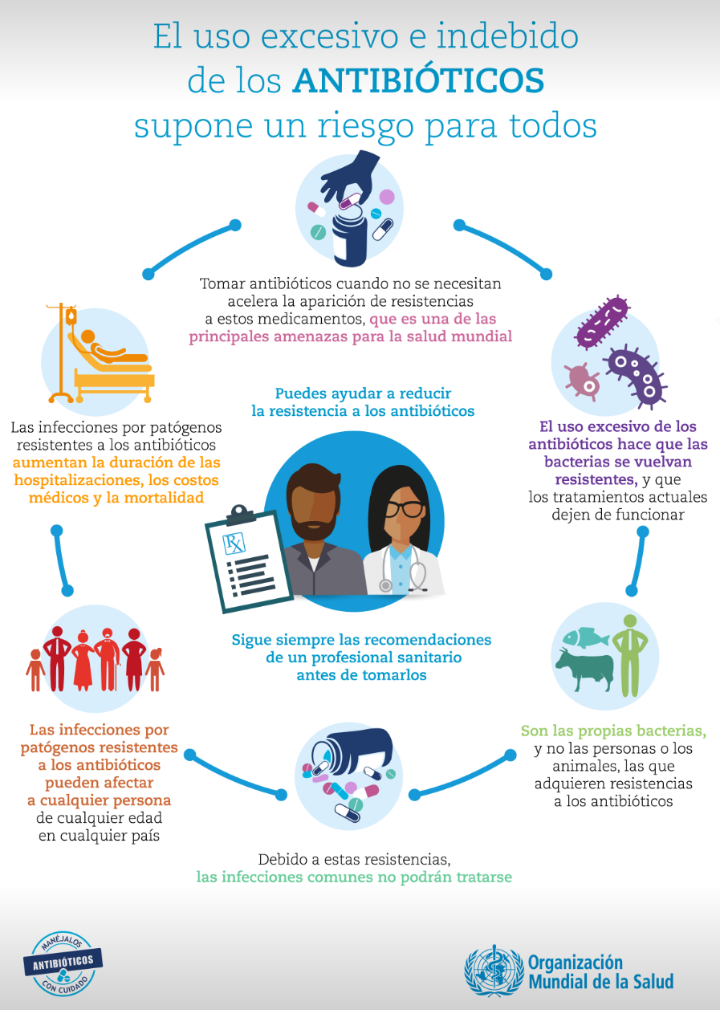 El uso excesivo e indebido
de los ANTIBIÓTICOS
supone un riesgo para todos
Tomar antibióticos cuando no se necesitan
acelera la aparición de resistencias
a estos medicamentos, que es una de las
principales amenazas para la salud mundial
El uso excesivo de los
antibióticos hace que las
bacterias se vuelvan
resistentes, y que
los tratamientos actuales
dejen de funcionar
Son las propias bacterias,
y no las personas o los
animales, las que
adquieren resistencias
a los antibióticos
Debido a estas resistencias,
las infecciones comunes no podrán tratarse
Las infecciones por
patógenos resistentes
a los antibióticos
pueden afectar
a cualquier persona
de cualquier edad
en cualquier país
Las infecciones por patógenos
resistentes a los antibióticos
aumentan la duración de las
hospitalizaciones, los costos
médicos y la mortalidad
Puedes ayudar a reducir
la resistencia a los antibióticos
RX
Sigue siempre las recomendaciones
de un profesional sanitario
antes de tomarlos
MANÉJALOS
ANTIBIÓTICOS
CON CUIDADO
Organización
Mundial de la Salud